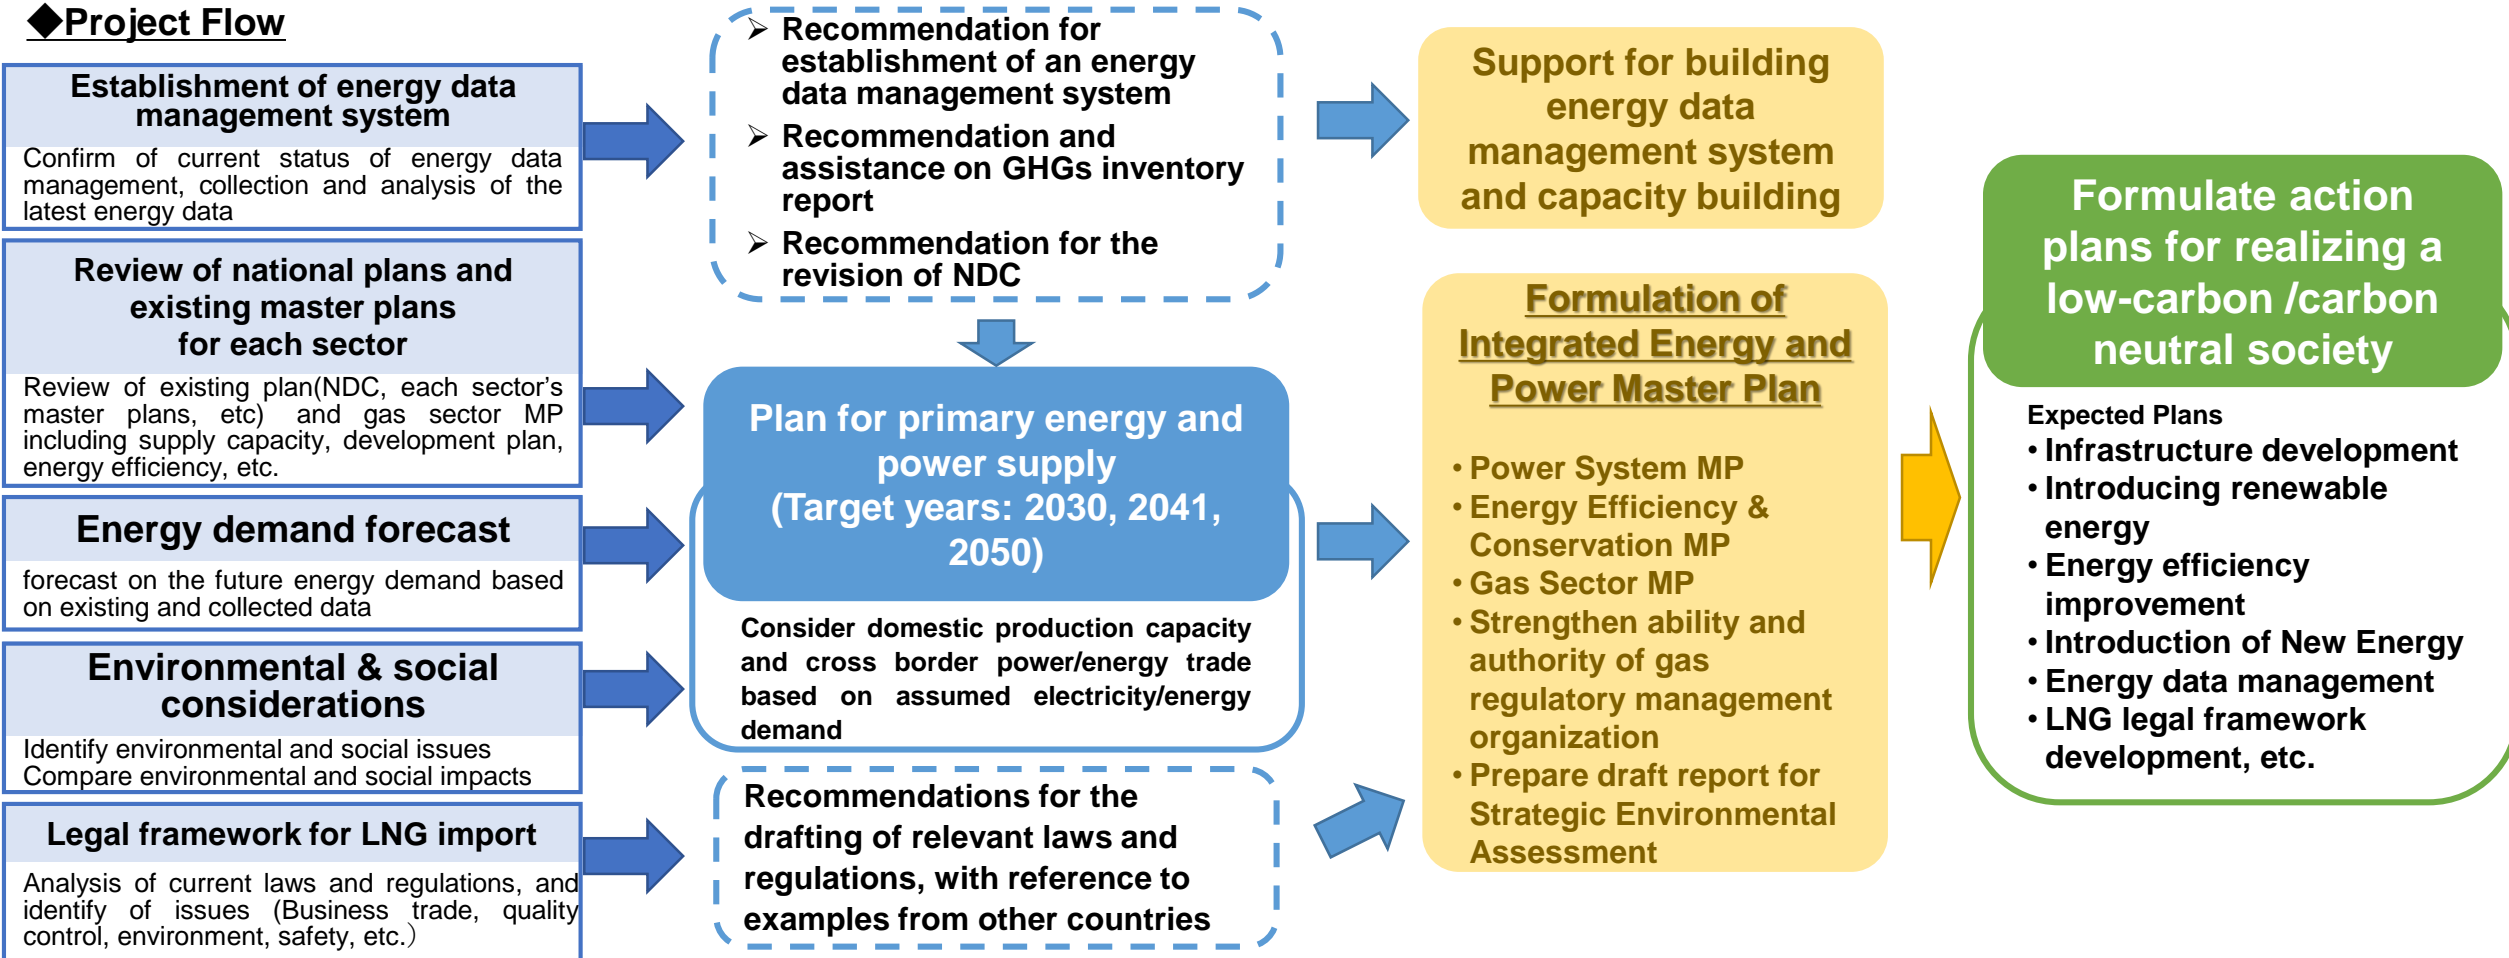 ◆Project Flow
Establishment of energy data
management system
Confirm of current status of energy data
management, collection and analysis of the
latest energy data
Review of national plans and
existing master plans
for each sector
Review of existing plan(NDC, each sector's
master plans, etc) and gas sector MP
including supply capacity, development plan,
energy efficiency, etc.
Energy demand forecast
forecast on the future energy demand based
on existing and collected data
Environmental & social
considerations
Identify environmental and social issues
Compare environmental and social impacts
Legal framework for LNG import
Analysis of current laws and regulations, and
identify of issues (Business trade, quality
control, environment, safety, etc.）
➢ Recommendation for
establishment of an energy
data management system
➢ Recommendation and
assistance on GHGs inventory
report
➢ Recommendation for the
revision of NDC
Plan for primary energy and
power supply
(Target years: 2030, 2041,
2050)
Consider domestic production capacity
and cross border power/energy trade
based on assumed electricity/energy
demand
Recommendations for the
drafting of relevant laws and
regulations, with reference to
examples from other countries
Support for building
energy data
management system
and capacity building
Formulation of
Integrated Energy and
Power Master Plan
• Power System MP
• Energy Efficiency &
Conservation MP
• Gas Sector MP
• Strengthen ability and
authority of gas
regulatory management
organization
• Prepare draft report for
Strategic Environmental
Assessment
Formulate action
plans for realizing a
low-carbon /carbon
neutral society
Expected Plans
• Infrastructure development
• Introducing renewable
energy
• Energy efficiency
improvement
• Introduction of New Energy
• Energy data management
• LNG legal framework
development, etc.